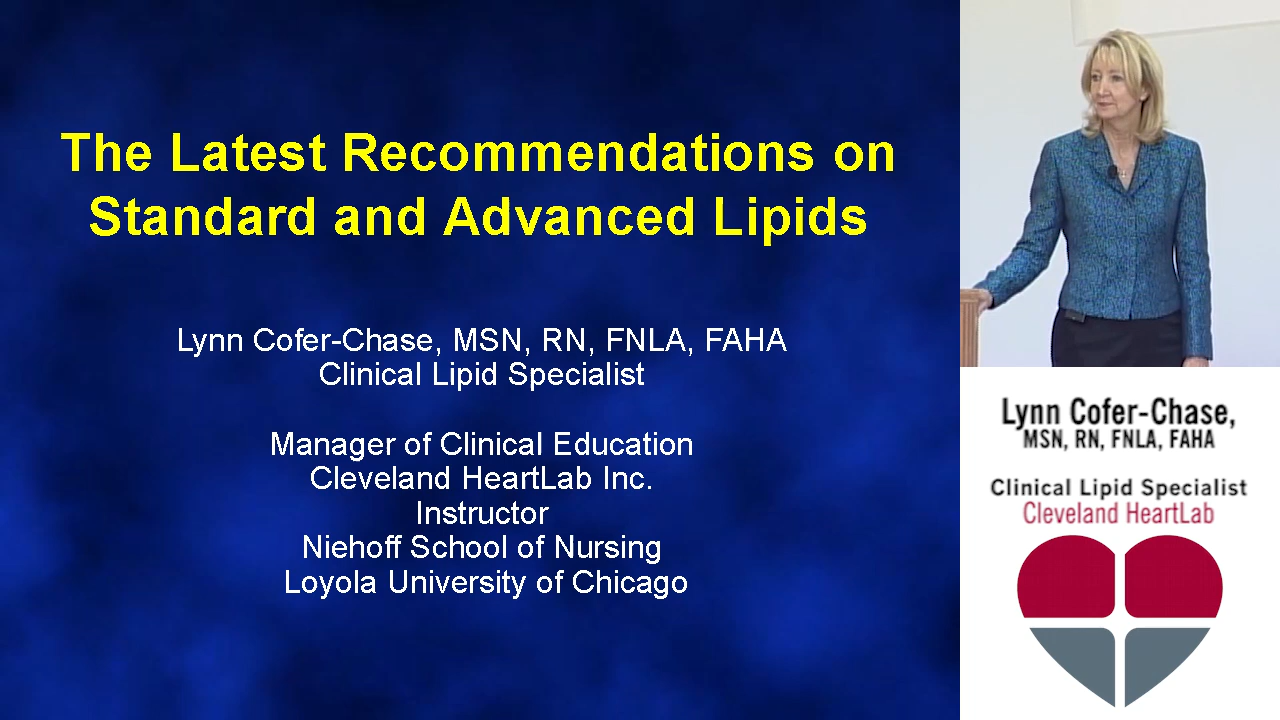 The Latest Recommendations on
Standard and Advanced Lipids
Lynn Cofer-Chase, MSN, RN, FNLA, FAHA
Clinical Lipid Specialist
Manager of Clinical Education
Cleveland HeartLab Inc.
Instructor
Niehoff School of Nursing
Loyola University of Chicago
Lynn Cofer-Chase,
MSN, RN, FNLA, FAHA
Clinical Lipid Specialist
Cleveland HeartLab